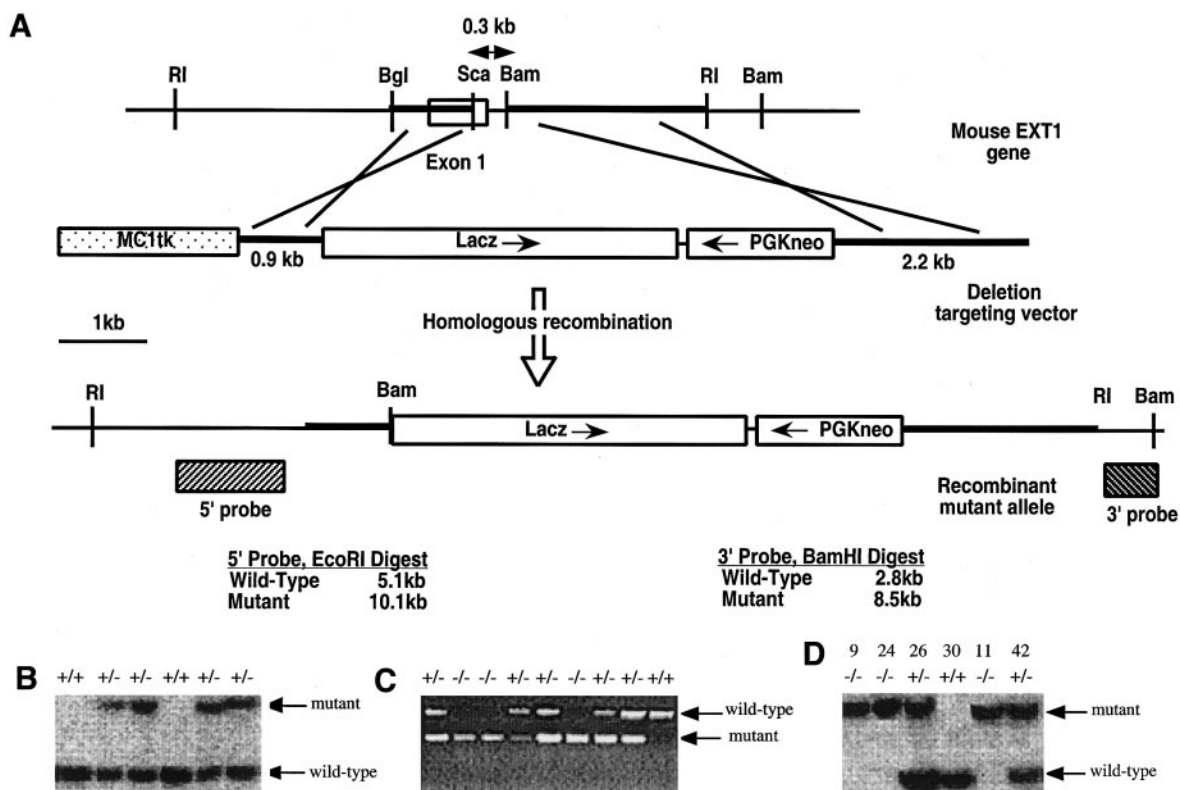 A
0.3 kb
RI Bgl Sca Bam RI Bam
Exon 1
Mouse EXT1
gene
MC1tk Lacz PGKneo
0.9 kb 2.2 kb
Deletion
targeting vector
1kb
Homologous recombination
RI Bam RI Bam
Lacz PGKneo
5' probe
Recombinant
mutant allele
3' probe
5' Probe, EcoRI Digest
Wild-Type 5.1kb
Mutant 10.1kb
3' Probe, BamHI Digest
Wild-Type 2.8kb
Mutant 8.5kb
B
+/+ +/- +/- +/+ +/- +/-
mutant
wild-type
C
+/- -/- -/- +/- +/- -/- +/- +/- +/+
wild-type
mutant
D
9 24 26 30 11 42
-/- -/- +/- +/+ -/- +/-
mutant
wild-type